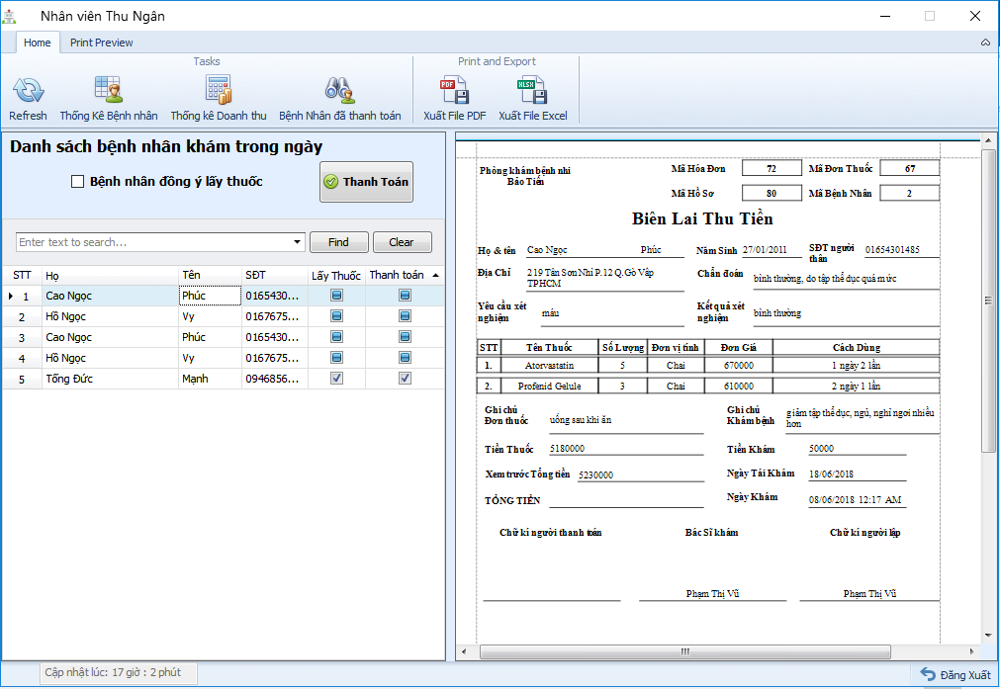 Nhân viên Thu Ngân
Home Print Preview
Tasks Print and Export
Refresh Thống Kê Bệnh nhân Thống kê Doanh thu Bệnh Nhân đã thanh toán Xuất File PDF Xuất File Excel
Danh sách bệnh nhân khám trong ngày
Bệnh nhân đồng ý lấy thuốc Thanh Toán
Enter text to search... Find Clear
STT Họ Tên SĐT Lấy Thuốc Thanh toán
1 Cao Ngọc Phúc 0165430...
2 Hồ Ngọc Vy 0167675...
3 Cao Ngọc Phúc 0165430...
4 Hồ Ngọc Vy 0167675...
5 Tống Đức Mạnh 0946856...
Phòng khám bệnh nhi
Bảo Tiến
Mã Hóa Đơn 72 Mã Đơn Thuốc 67
Mã Hồ Sơ 80 Mã Bệnh Nhân 2
Biên Lai Thu Tiền
Họ & tên Cao Ngọc Phúc Năm Sinh 27/01/2011 SĐT người
thân 01654301485
Địa Chỉ 219 Tân Sơn Nhì P.12 Q.Gò Vấp
TPHCM
Chẩn đoán bình thường, do tập thể dục quá mức
Yêu cầu xét
nghiệm máu
Kết quả xét
nghiệm bình thường
STT Tên Thuốc Số Lượng Đơn vị tính Đơn Giá Cách Dùng
1. Atorvastatin 5 Chai 670000 1 ngày 2 lần
2. Profenid Gelule 3 Chai 610000 2 ngày 1 lần
Ghi chú
Đơn thuốc uống sau khi ăn
Ghi chú
Khám bệnh giảm tập thể dục, ngủ, nghỉ ngơi nhiều
hơn
Tiền Thuốc 5180000 Tiền Khám 50000
Xem trước Tổng tiền 5230000 Ngày Tái Khám 18/06/2018
TỔNG TIỀN Ngày Khám 08/06/2018 12:17 AM
Chữ kí người thanh toán Bác Sĩ khám Chữ kí người lập
Phạm Thị Vũ Phạm Thị Vũ
Cập nhật lúc: 17 giờ : 2 phút Đăng Xuất